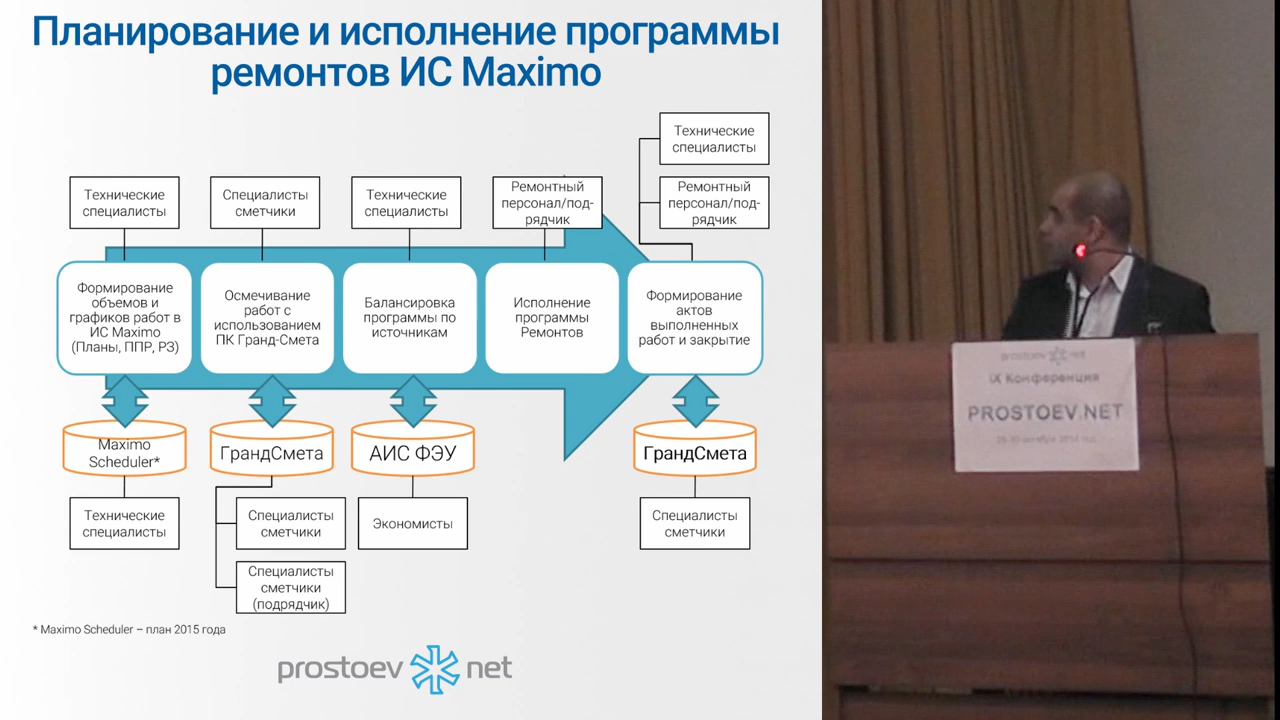 Планирование и исполнение программы
ремонтов ИС Maximo
Технические
специалисты
Технические
специалисты
Специалисты
сметчики
Технические
специалисты
Ремонтный
персонал/под-
рядчик
Ремонтный
персонал/под-
рядчик
Формирование
объемов и
графиков работ в
ИС Maximo
(Планы, ППР, РЗ)
Осмечивание
работ с
использованием
ПК Гранд-Смета
Балансировка
программы по
источникам
Исполнение
программы
Ремонтов
Формирование
актов
выполненных
работ и закрытие
Maximo
Scheduler*
ГрандСмета
АИС ФЭУ
ГрандСмета
Технические
специалисты
Специалисты
сметчики
Экономисты
Специалисты
сметчики
Специалисты
сметчики
(подрядчик)
* Maximo Scheduler – план 2015 года
prostoev net
prostoev net
IX Конференция
PROSTOEV.NET